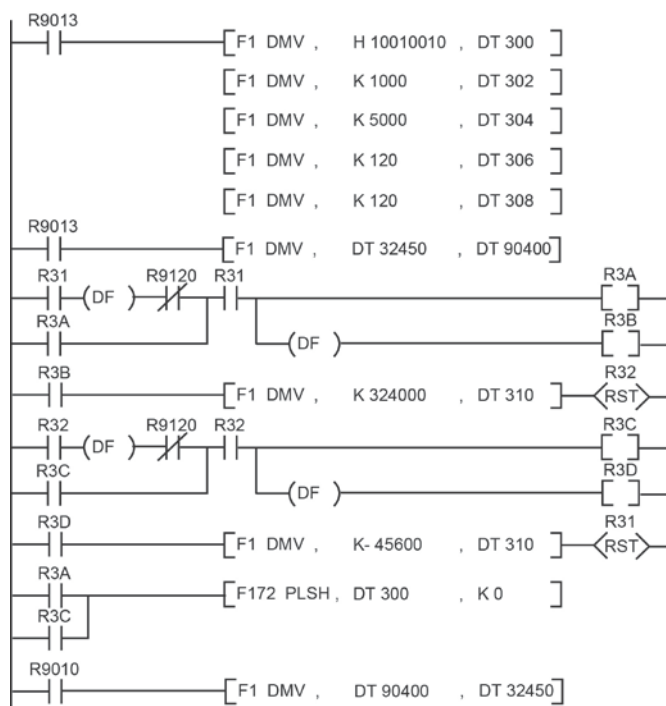 R9013
[F1 DMV , H 10010010 , DT 300]
[F1 DMV , K 1000 , DT 302]
[F1 DMV , K 5000 , DT 304]
[F1 DMV , K 120 , DT 306]
[F1 DMV , K 120 , DT 308]
R9013
[F1 DMV , DT 32450 , DT 90400]
R31 R9120 R31 R3A
(DF)
R3A R3B
(DF)
R3B R32
[F1 DMV , K 324000 , DT 310] <RST>
R32 R9120 R32 R3C
(DF)
R3C R3D
(DF)
R3D R31
[F1 DMV , K- 45600 , DT 310] <RST>
R3A
[F172 PLSH , DT 300 , K 0]
R3C
R9010
[F1 DMV , DT 90400 , DT 32450]